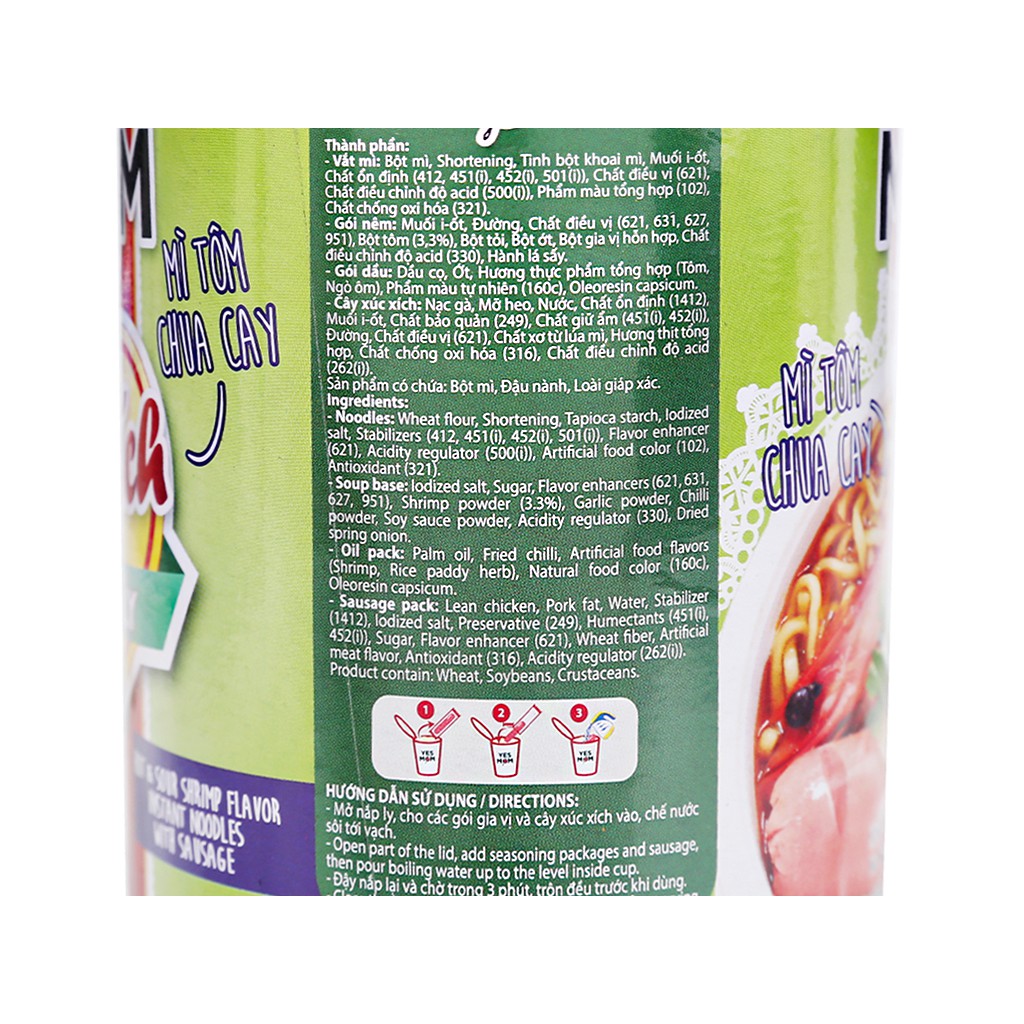 Thành phần:
- Vắt mì: Bột mì, Shortening, Tinh bột khoai mì, Muối i-ốt,
Chất ổn định (412, 451(i), 452(i), 501(i)), Chất điều vị (621),
Chất điều chỉnh độ acid (500(i)), Phẩm màu tổng hợp (102),
Chất chống oxi hóa (321).
- Gói nêm: Muối i-ốt, Đường, Chất điều vị (621, 631, 627,
951), Bột tôm (3,3%), Bột tỏi, Bột ớt, Bột gia vị hỗn hợp, Chất
điều chỉnh độ acid (330), Hành lá sấy.
- Gói dầu: Dầu cọ, Ớt, Hương thực phẩm tổng hợp (Tôm,
Ngò ôm), Phẩm màu tự nhiên (160c), Oleoresin capsicum.
- Cây xúc xích: Nạc gà, Mỡ heo, Nước, Chất ổn định (1412),
Muối i-ốt, Chất bảo quản (249), Chất giữ ẩm (451(i), 452(i)),
Đường, Chất điều vị (621), Chất xơ từ lúa mì, Hương thịt tổng
hợp, Chất chống oxi hóa (316), Chất điều chỉnh độ acid
(262(i)).
Sản phẩm có chứa: Bột mì, Đậu nành, Loài giáp xác.
Ingredients:
- Noodles: Wheat flour, Shortening, Tapioca starch, Iodized
salt, Stabilizers (412, 451(i), 452(i), 501(i)), Flavor enhancer
(621), Acidity regulator (500(i)), Artificial food color (102),
Antioxidant (321).
- Soup base: Iodized salt, Sugar, Flavor enhancers (621, 631,
627, 951), Shrimp powder (3.3%), Garlic powder, Chilli
powder, Soy sauce powder, Acidity regulator (330), Dried
spring onion.
- Oil pack: Palm oil, Fried chilli, Artificial food flavors
(Shrimp, Rice paddy herb), Natural food color (160c),
Oleoresin capsicum.
- Sausage pack: Lean chicken, Pork fat, Water, Stabilizer
(1412), Iodized salt, Preservative (249), Humectants (451(i),
452(i)), Sugar, Flavor enhancer (621), Wheat fiber, Artificial
meat flavor, Antioxidant (316), Acidity regulator (262(i)).
Product contain: Wheat, Soybeans, Crustaceans.
1 2 3
YES MOM YES MOM YES MOM
HƯỚNG DẪN SỬ DỤNG / DIRECTIONS:
- Mở nắp ly, cho các gói gia vị và cây xúc xích vào, chế nước
sôi tới vạch.
- Open part of the lid, add seasoning packages and sausage,
then pour boiling water up to the level inside cup.
- Đậy nắp lại và chờ trong 3 phút, trộn đều trước khi dùng.
MÌ TÔM
CHUA CAY
& SOUR SHRIMP FLAVOR
INSTANT NOODLES
WITH SAUSAGE
MÌ TÔM
CHUA CAY